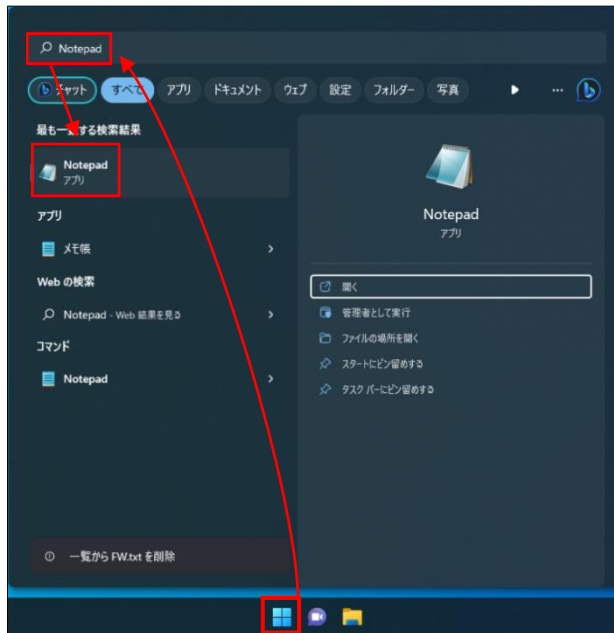 Notepad
チャット すべて アプリ ドキュメント ウェブ 設定 フォルダー 写真 ...
最も一致する検索結果
Notepad
アプリ
アプリ
メモ帳
Web の検索
Notepad - Web 結果を見る
コマンド
Notepad
一覧から FW.txt を削除
Notepad
アプリ
開く
管理者として実行
ファイルの場所を開く
スタートにピン留めする
タスク バーにピン留めする